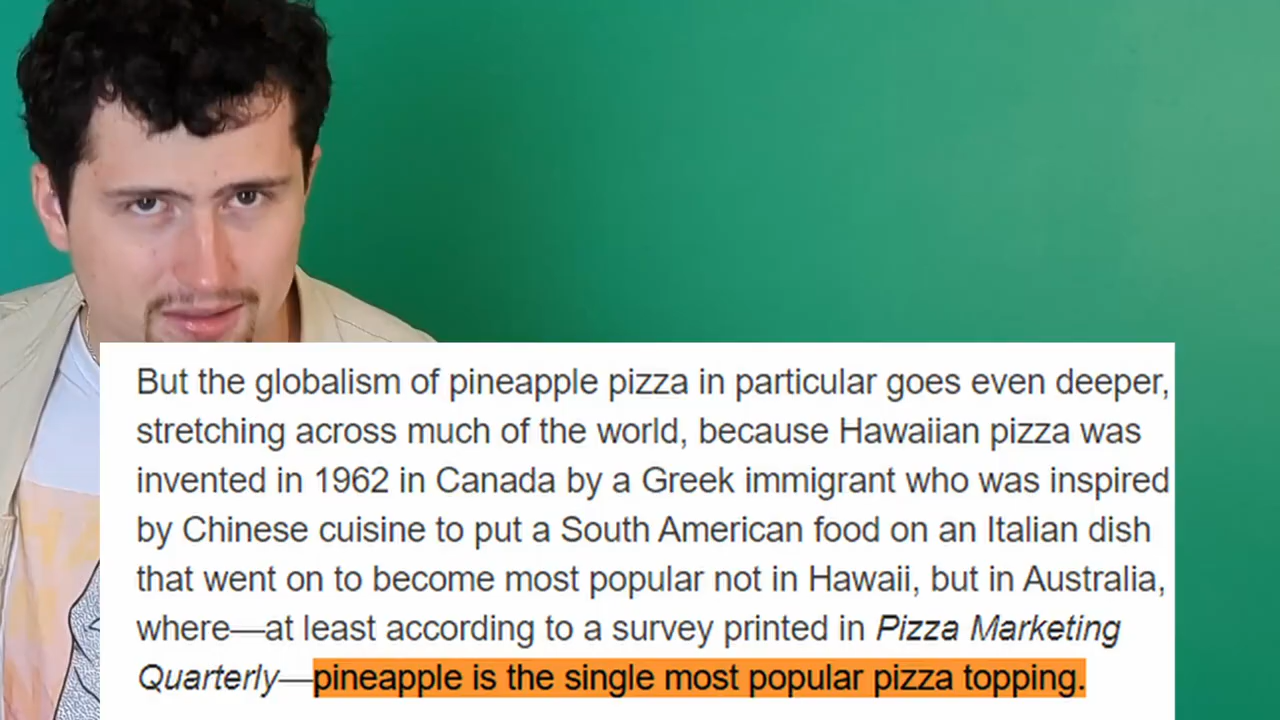 But the globalism of pineapple pizza in particular goes even deeper,
stretching across much of the world, because Hawaiian pizza was
invented in 1962 in Canada by a Greek immigrant who was inspired
by Chinese cuisine to put a South American food on an Italian dish
that went on to become most popular not in Hawaii, but in Australia,
where—at least according to a survey printed in Pizza Marketing
Quarterly—pineapple is the single most popular pizza topping.